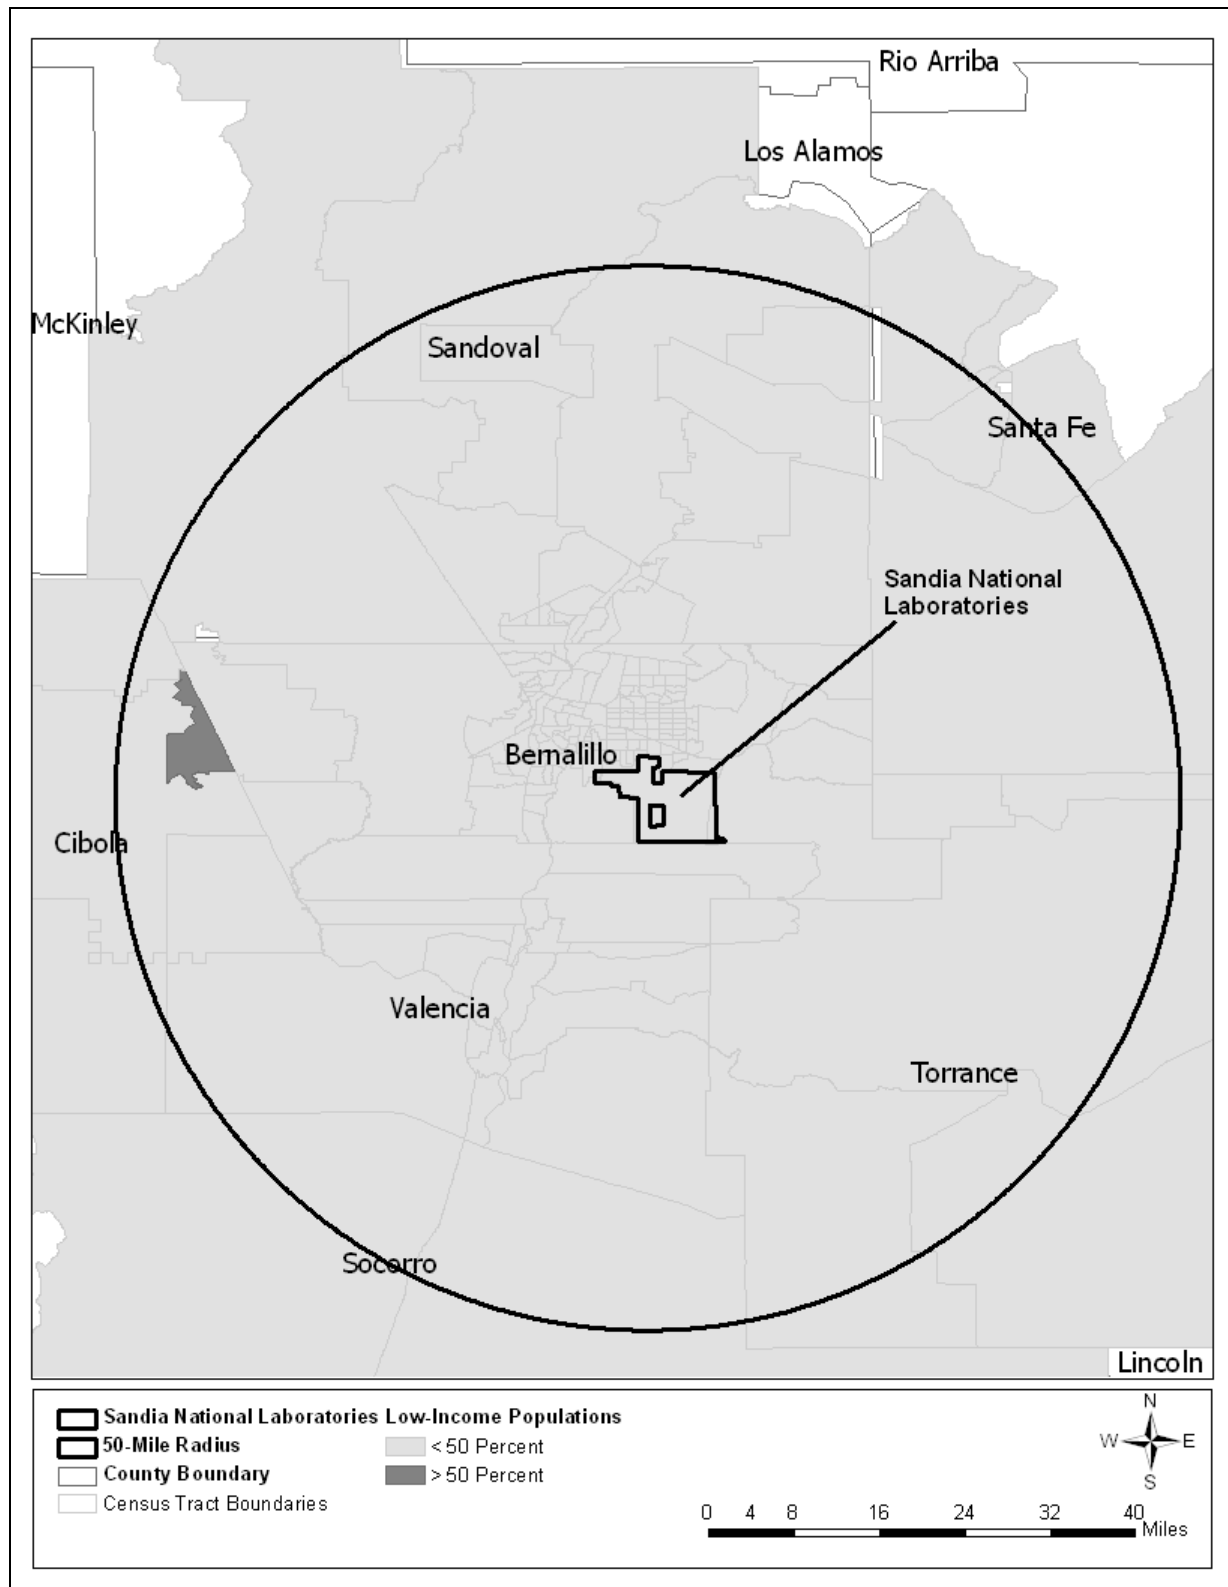 Rio Arriba
Los Alamos
McKinley
Sandoval
Santa Fe
Sandia National
Laboratories
Bernalillo
Cibola
Valencia
Torrance
Socorro
Lincoln
Sandia National Laboratories
50-Mile Radius
County Boundary
Census Tract Boundaries
Low-Income Populations
< 50 Percent
> 50 Percent
N
W E
S
0 4 8 16 24 32 40
Miles